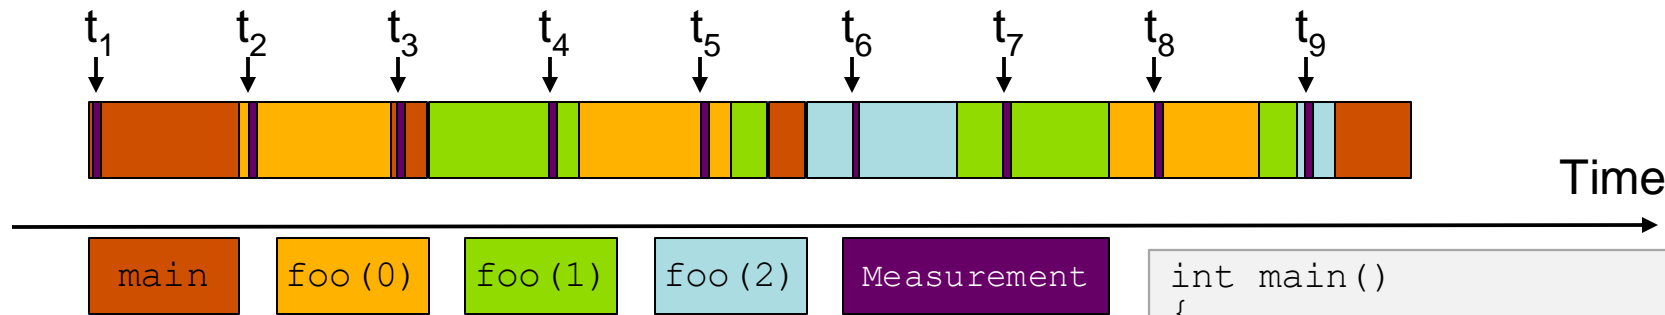 t1 t2 t3 t4 t5 t6 t7 t8 t9
Time
main foo(0) foo(1) foo(2) Measurement
int main()
{